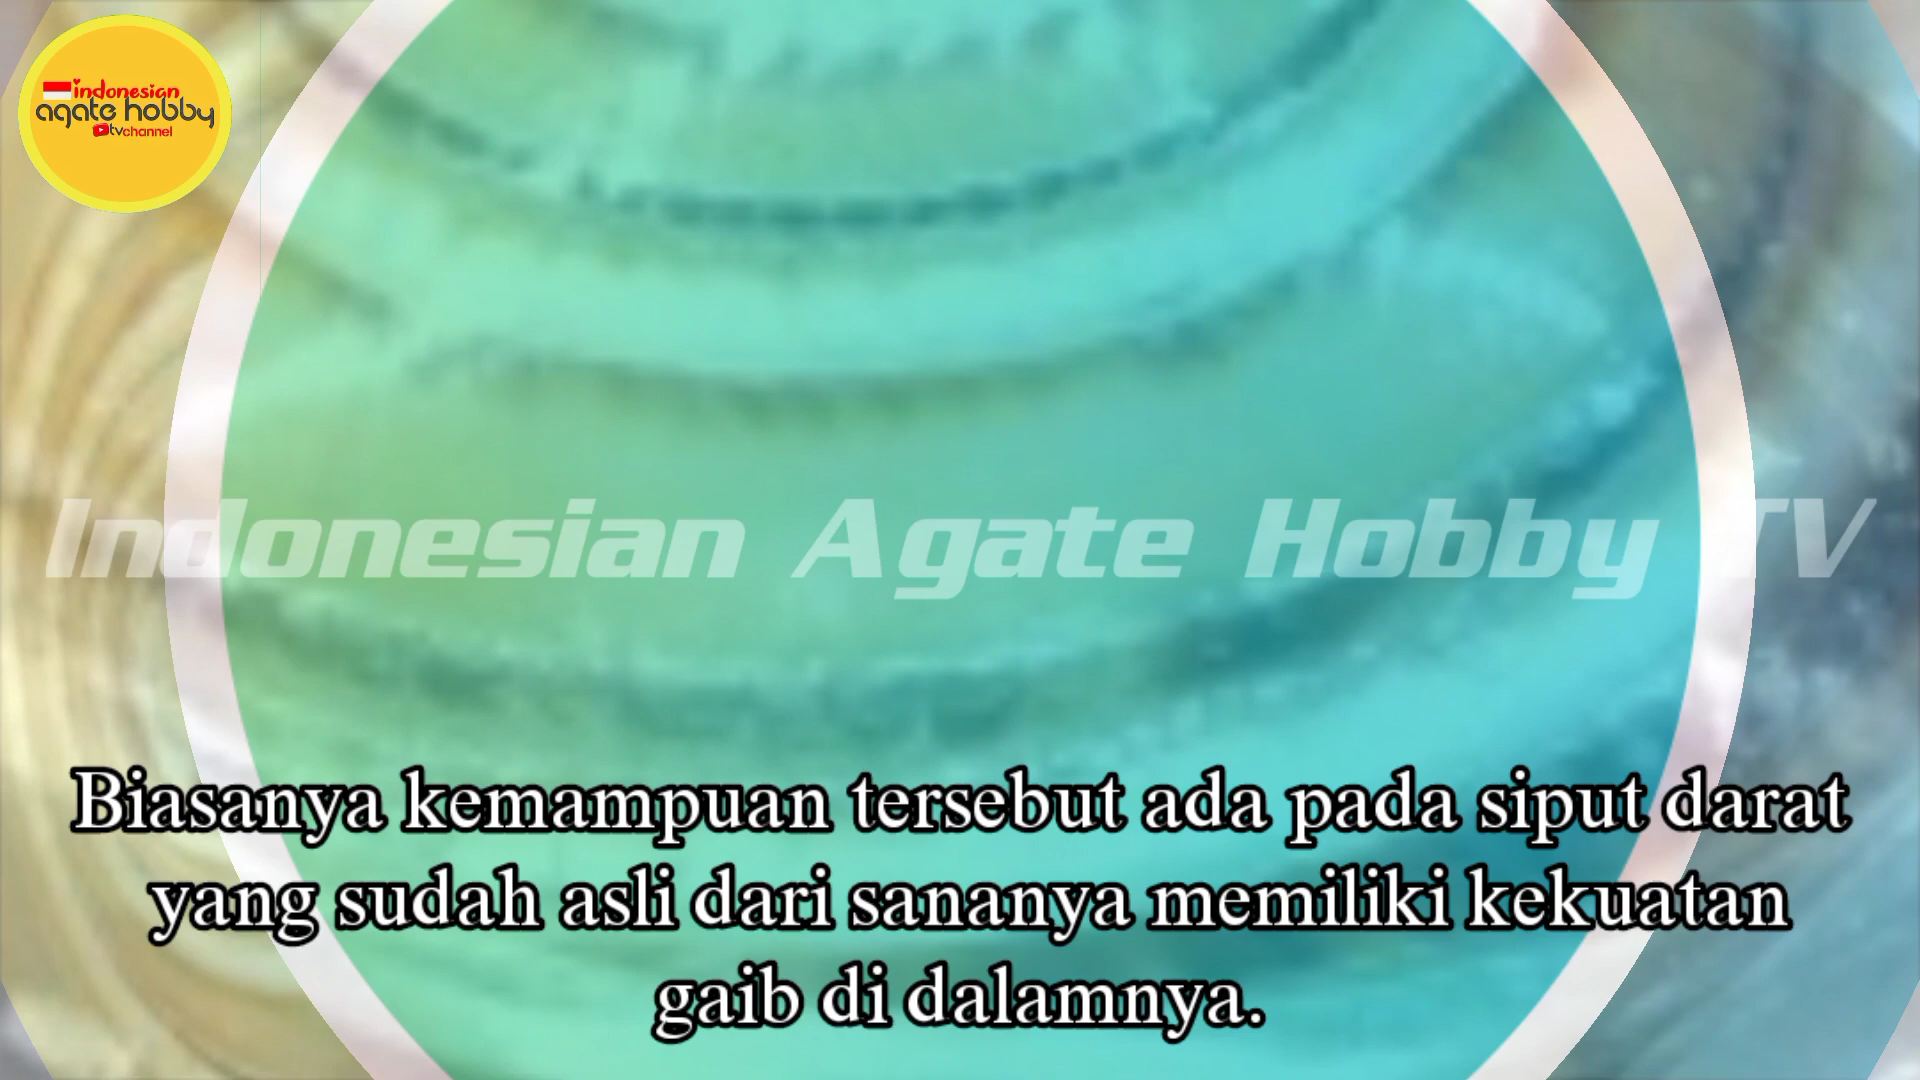 indonesian
agate hobby
tvchannel
Indonesian Agate Hobby TV
Biasanya kemampuan tersebut ada pada siput darat
yang sudah asli dari sananya memiliki kekuatan
gaib di dalamnya.